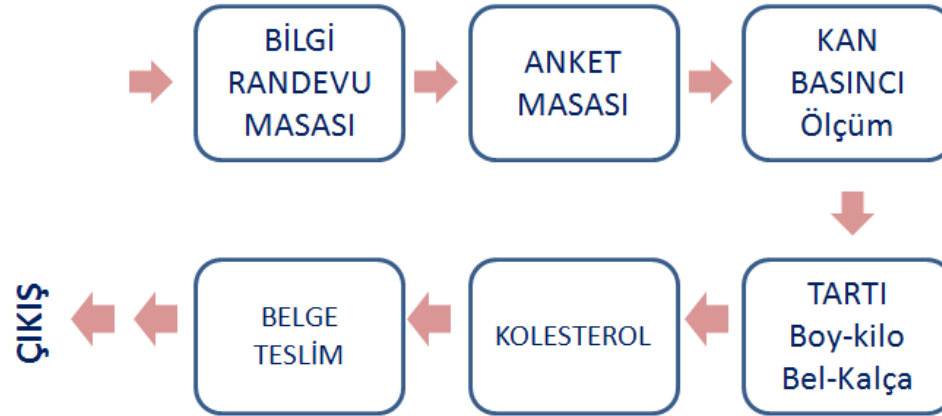 BİLGİ
RANDEVU
MASASI
ANKET
MASASI
KAN
BASINCI
Ölçüm
TARTI
Boy-kilo
Bel-Kalça
KOLESTEROL
BELGE
TESLİM
ÇIKIŞ